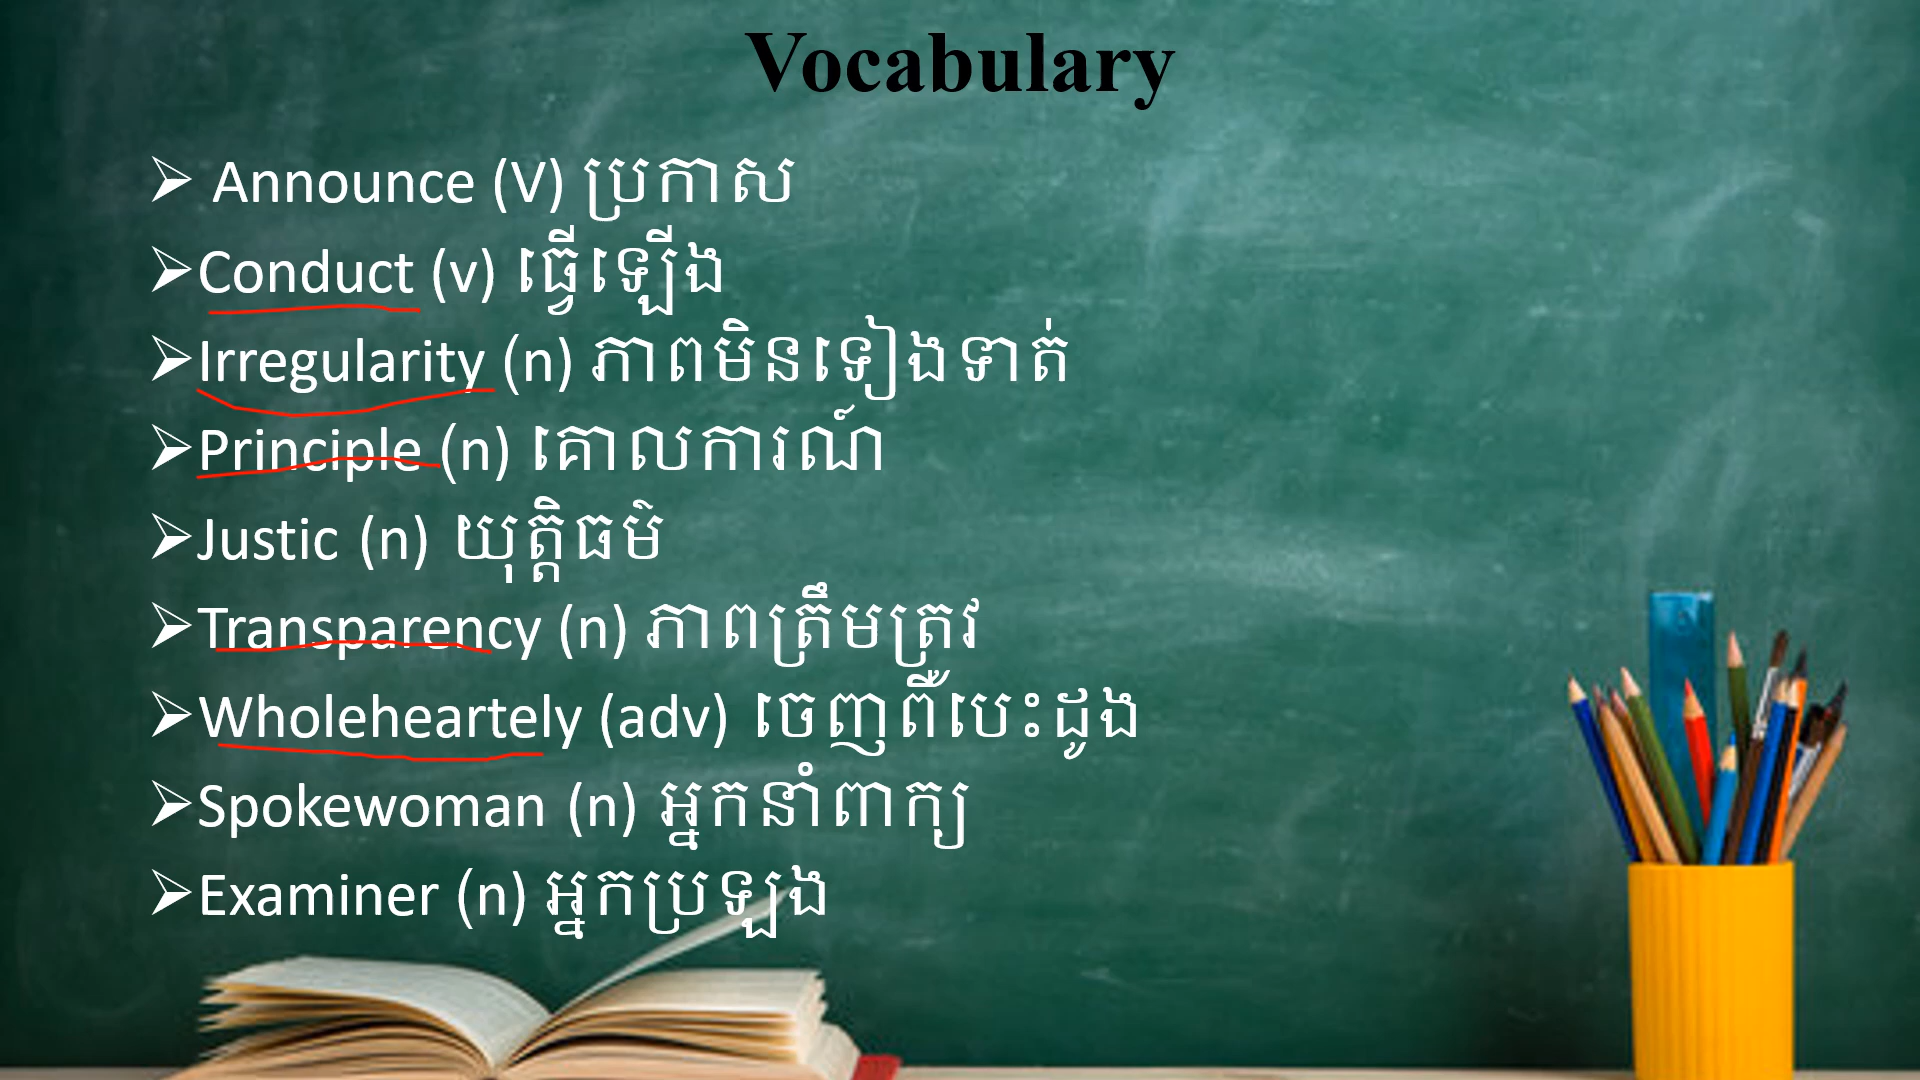 Vocabulary
➢ Announce (V) ប្រកាស
➢Conduct (v) ធ្វើឡើង
➢Irregularity (n) ភាពមិនទៀងទាត់
➢Principle (n) គោលការណ៍
➢Justic (n) យុត្តិធម៌
➢Transparency (n) ភាពត្រឹមត្រូវ
➢Wholeheartely (adv) ចេញពីបេះដូង
➢Spokewoman (n) អ្នកនាំពាក្យ
➢Examiner (n) អ្នកប្រឡង